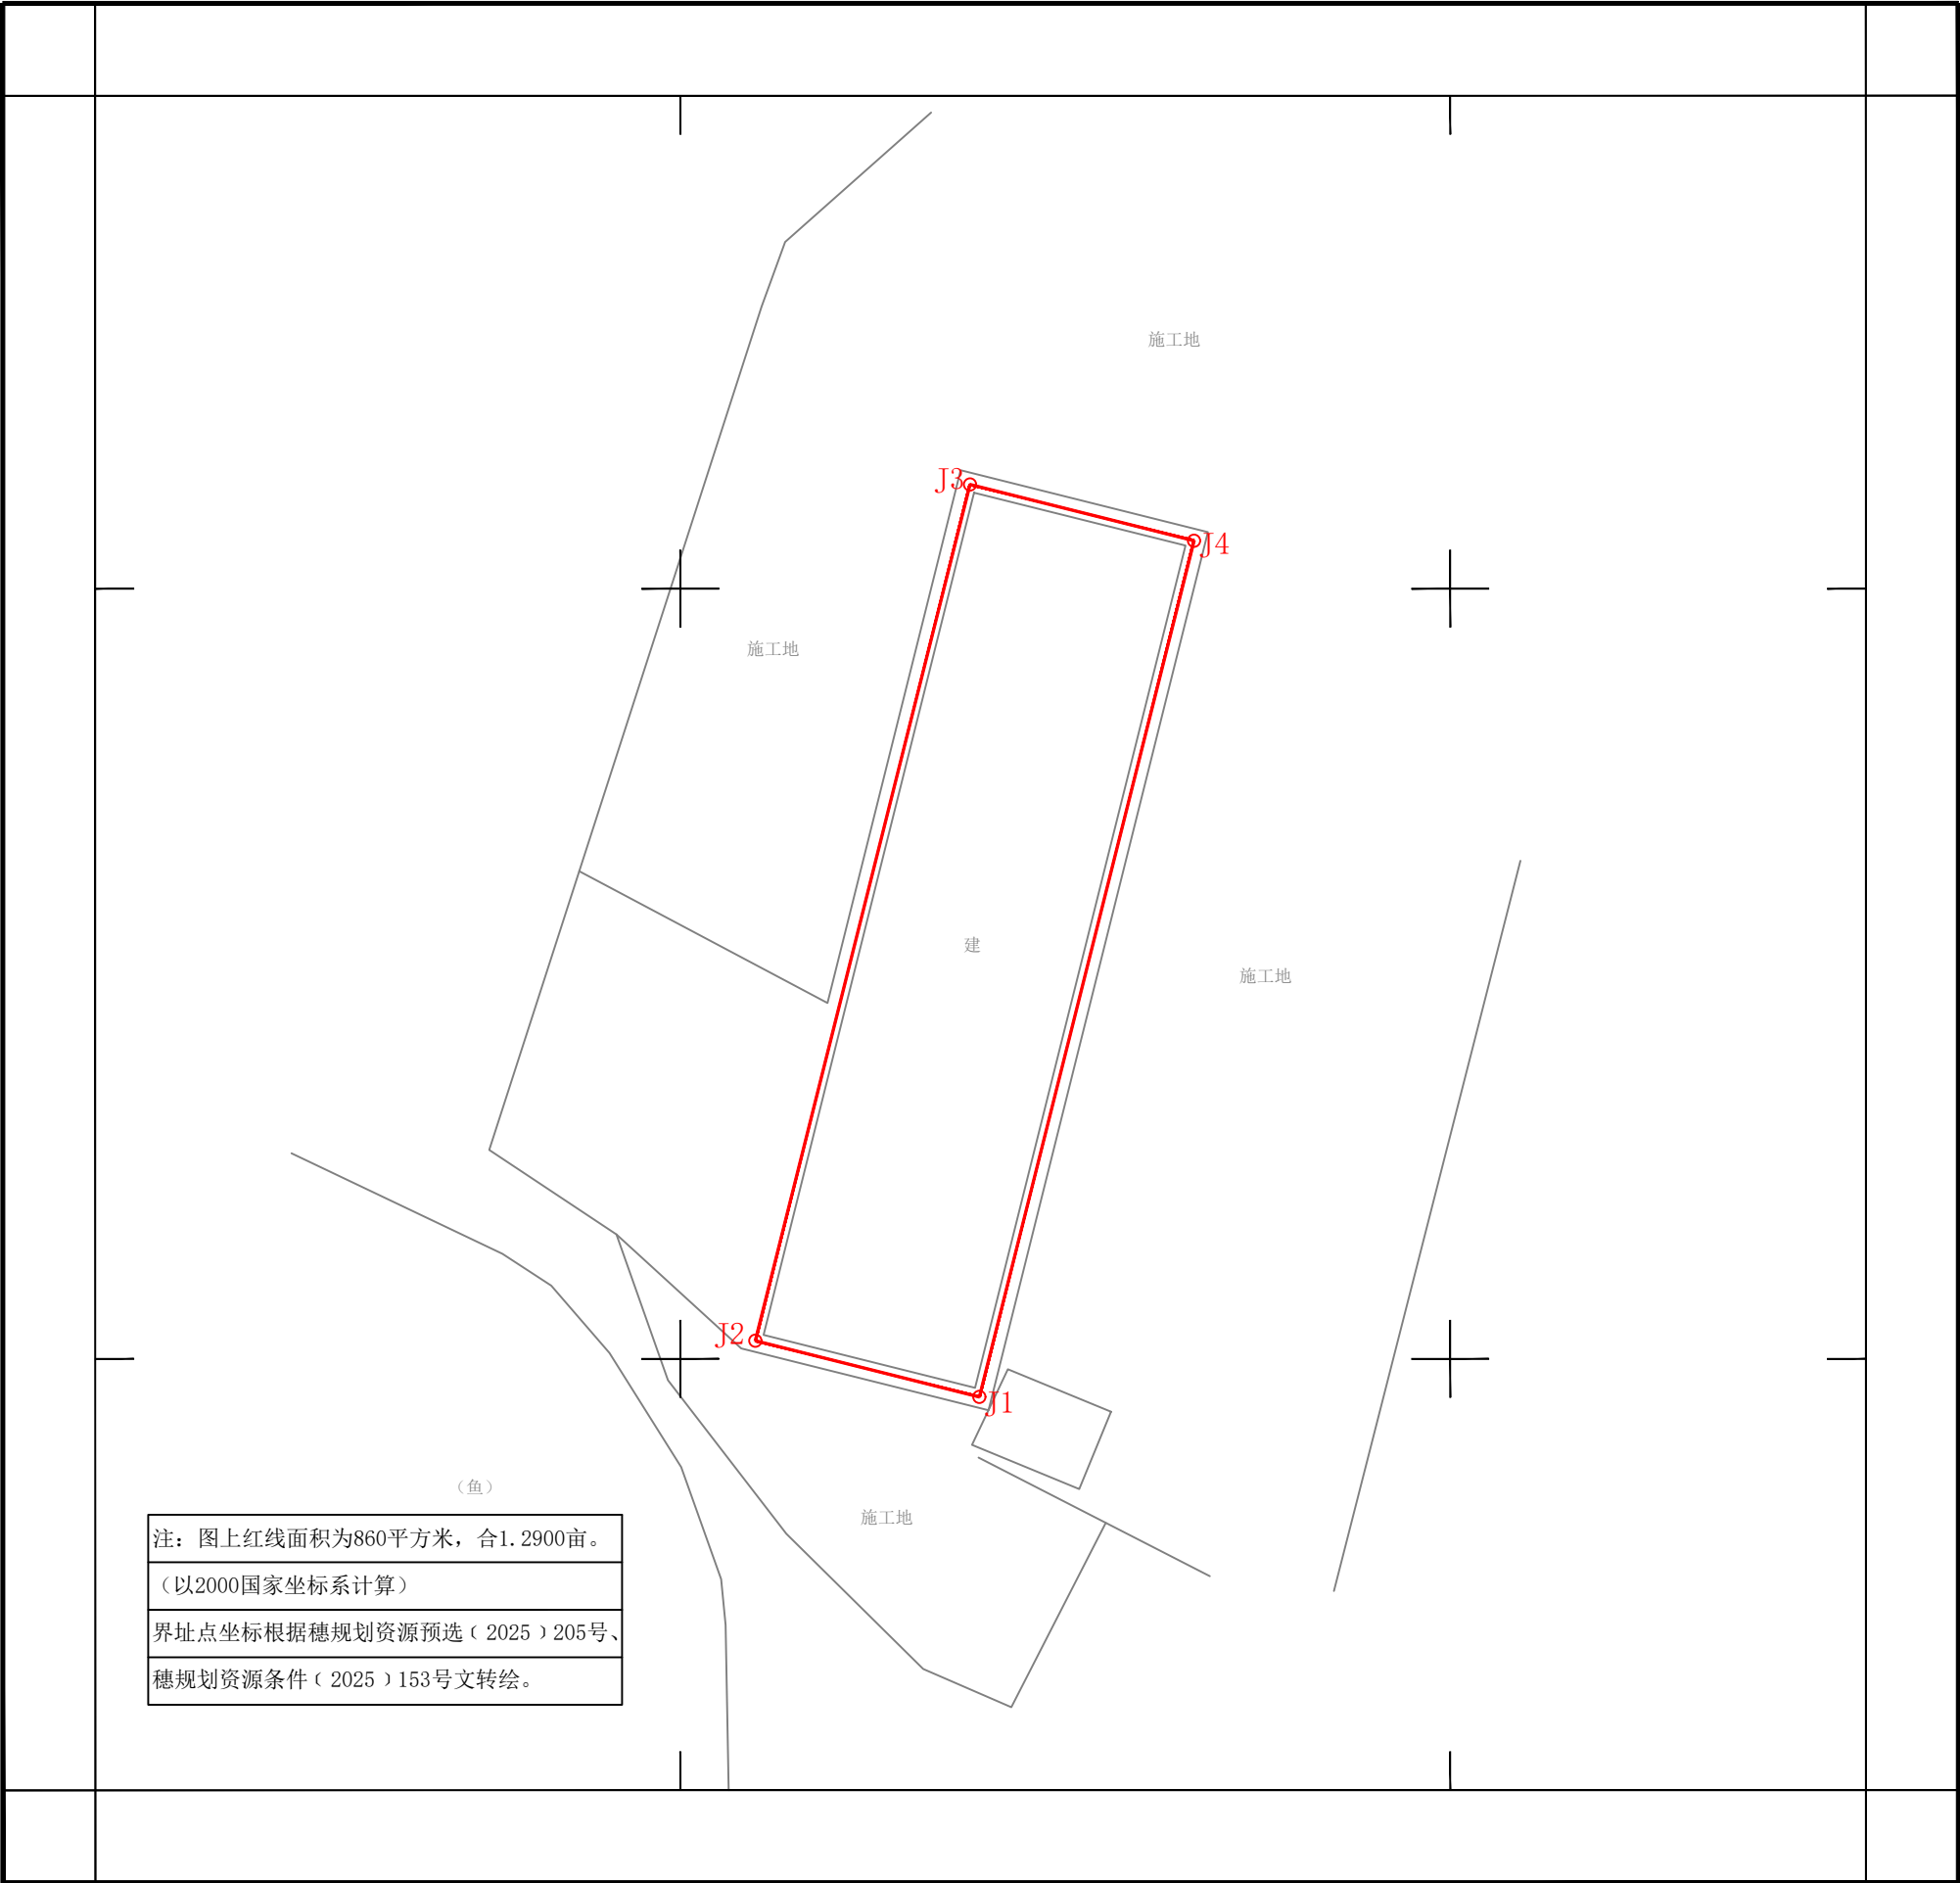 施工地
J3
J4
施工地
建
施工地
J2
J1
（鱼）
施工地
注：图上红线面积为860平方米，合1.2900亩。
（以2000国家坐标系计算）
界址点坐标根据穗规划资源预选﹝2025﹞205号、
穗规划资源条件﹝2025﹞153号文转绘。